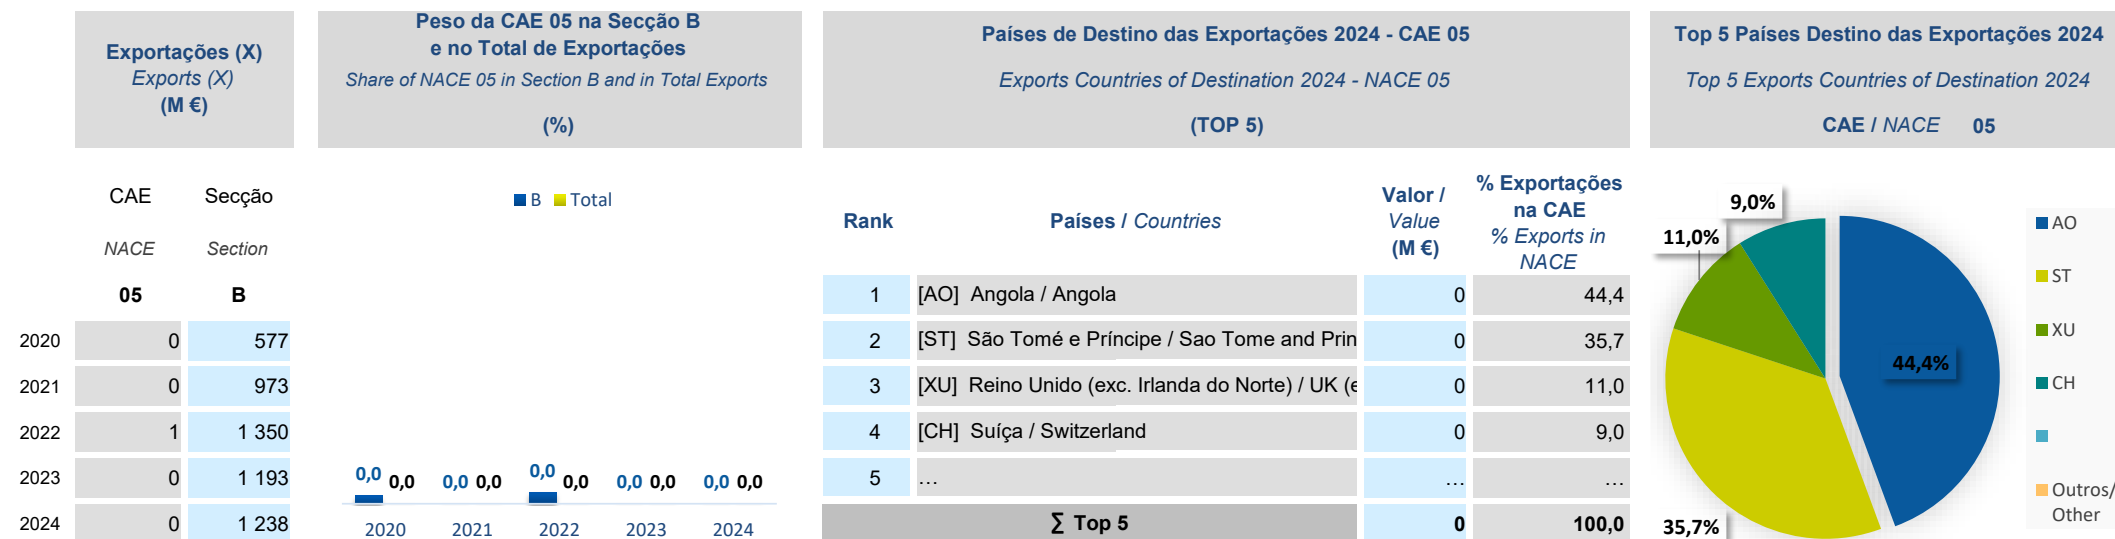 Exportações (X)
Exports (X)
(M €)
Peso da CAE 05 na Secção B
e no Total de Exportações
Share of NACE 05 in Section B and in Total Exports
(%)
Países de Destino das Exportações 2024 - CAE 05
Exports Countries of Destination 2024 - NACE 05
(TOP 5)
Top 5 Países Destino das Exportações 2024
Top 5 Exports Countries of Destination 2024
CAE / NACE 05
CAE Secção
NACE Section
05 B
2020 0 577
2021 0 973
2022 1 1 350
2023 0 1 193
2024 0 1 238
B Total
0,0 0,0 0,0 0,0 0,0 0,0 0,0 0,0 0,0 0,0
2020 2021 2022 2023 2024
Rank
Países / Countries
Valor /
Value
(M €)
% Exportações
na CAE
% Exports in
NACE
1 [AO] Angola / Angola 0 44,4
2 [ST] São Tomé e Príncipe / Sao Tome and Prin 0 35,7
3 [XU] Reino Unido (exc. Irlanda do Norte) / UK (e 0 11,0
4 [CH] Suíça / Switzerland 0 9,0
5 … … …
∑ Top 5 0 100,0
9,0%
11,0%
44,4%
35,7%
AO
ST
XU
CH
Outros/
Other